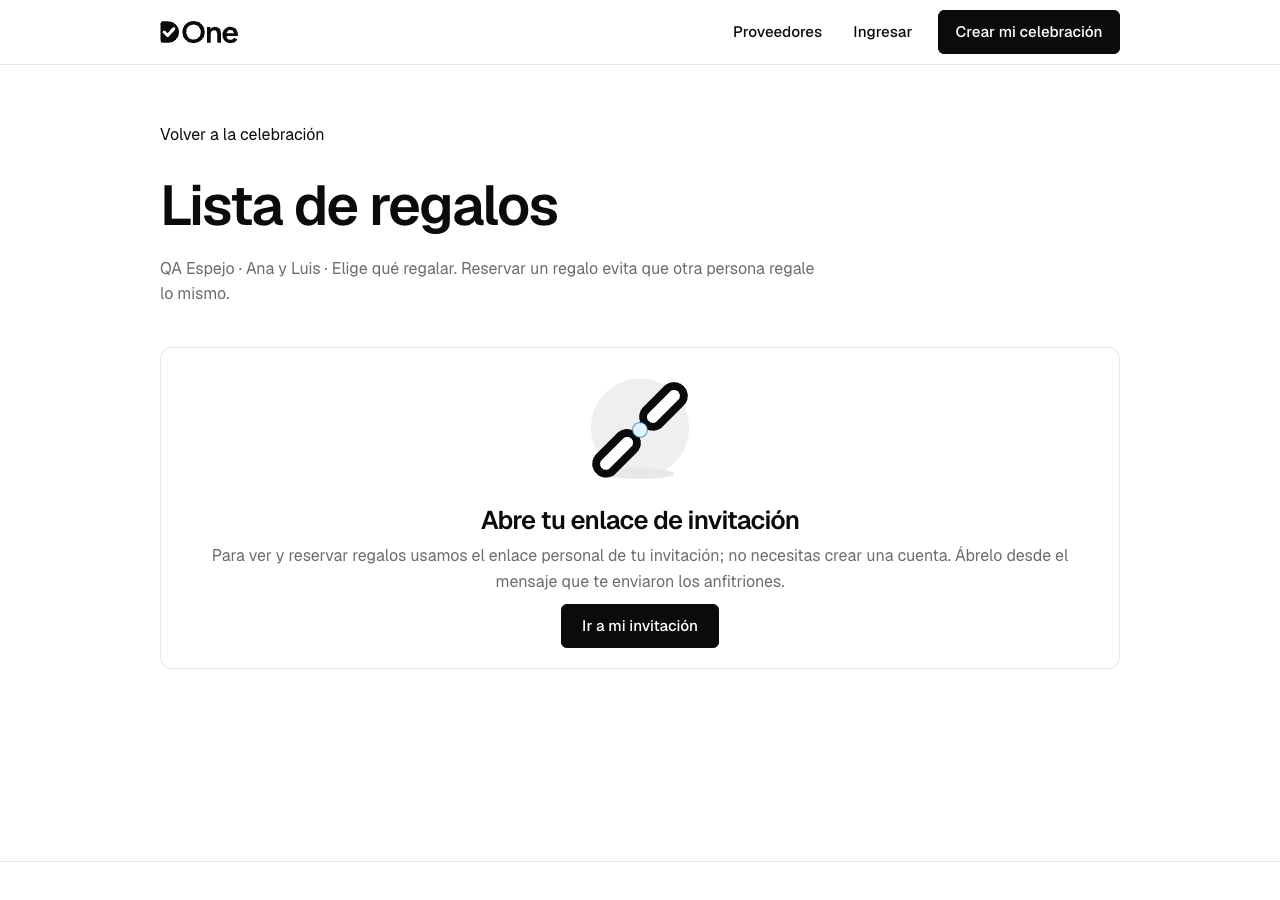 DOne
Proveedores
Ingresar
Crear mi celebración
Volver a la celebración
Lista de regalos
QA Espejo · Ana y Luis · Elige qué regalar. Reservar un regalo evita que otra persona regale
lo mismo.
Abre tu enlace de invitación
Para ver y reservar regalos usamos el enlace personal de tu invitación; no necesitas crear una cuenta. Ábrelo desde el
mensaje que te enviaron los anfitriones.
Ir a mi invitación